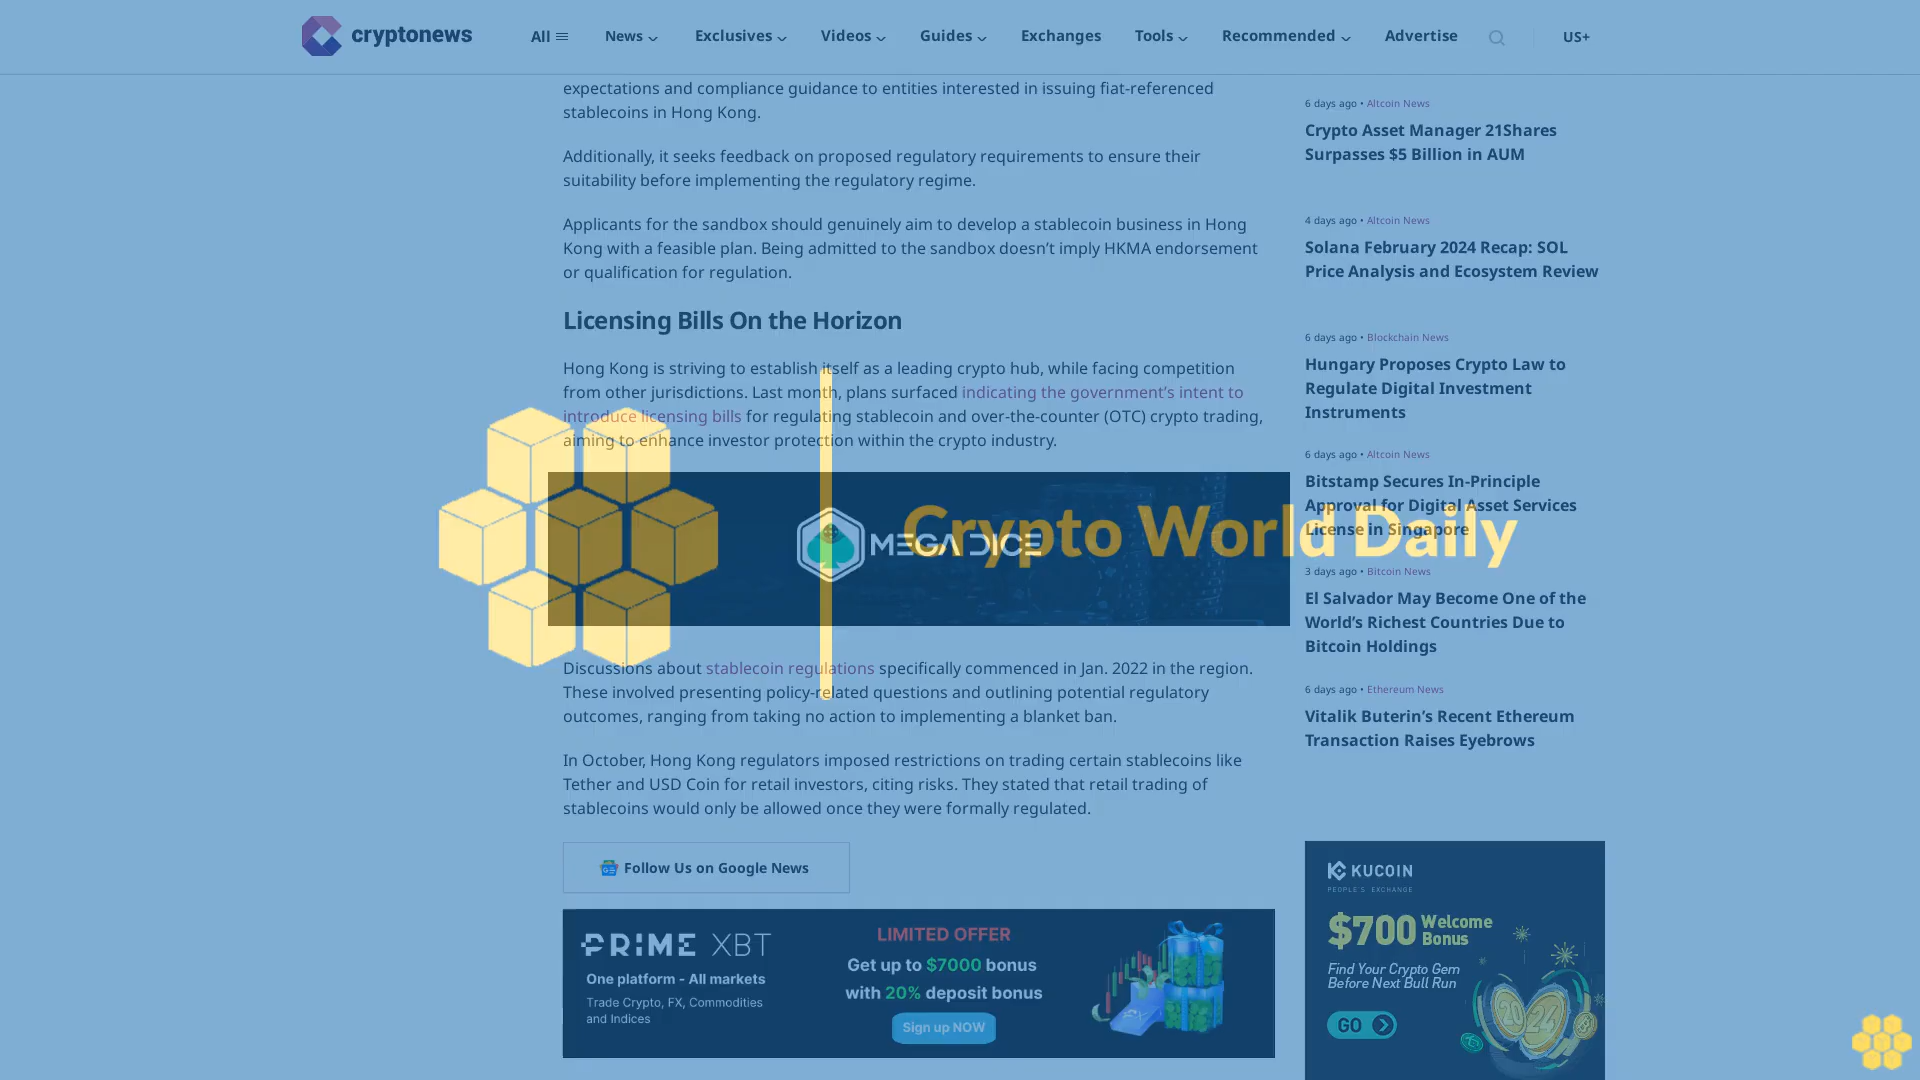 cryptonews
All News Exclusives Videos Guides Exchanges Tools Recommended Advertise US+
expectations and compliance guidance to entities interested in issuing fiat-referenced
stablecoins in Hong Kong.
Additionally, it seeks feedback on proposed regulatory requirements to ensure their
suitability before implementing the regulatory regime.
Applicants for the sandbox should genuinely aim to develop a stablecoin business in Hong
Kong with a feasible plan. Being admitted to the sandbox doesn’t imply HKMA endorsement
or qualification for regulation.
Licensing Bills On the Horizon
Hong Kong is striving to establish itself as a leading crypto hub, while facing competition
from other jurisdictions. Last month, plans surfaced indicating the government’s intent to
introduce licensing bills for regulating stablecoin and over-the-counter (OTC) crypto trading,
aiming to enhance investor protection within the crypto industry.
MEGA DICE
Crypto World Daily
Discussions about stablecoin regulations specifically commenced in Jan. 2022 in the region.
These involved presenting policy-related questions and outlining potential regulatory
outcomes, ranging from taking no action to implementing a blanket ban.
In October, Hong Kong regulators imposed restrictions on trading certain stablecoins like
Tether and USD Coin for retail investors, citing risks. They stated that retail trading of
stablecoins would only be allowed once they were formally regulated.
Follow Us on Google News
PRIME XBT
One platform - All markets
Trade Crypto, FX, Commodities
and Indices
LIMITED OFFER
Get up to $7000 bonus
with 20% deposit bonus
Sign up NOW
6 days ago • Altcoin News
Crypto Asset Manager 21Shares
Surpasses $5 Billion in AUM
4 days ago • Altcoin News
Solana February 2024 Recap: SOL
Price Analysis and Ecosystem Review
6 days ago • Blockchain News
Hungary Proposes Crypto Law to
Regulate Digital Investment
Instruments
6 days ago • Altcoin News
Bitstamp Secures In-Principle
Approval for Digital Asset Services
License in Singapore
3 days ago • Bitcoin News
El Salvador May Become One of the
World’s Richest Countries Due to
Bitcoin Holdings
6 days ago • Ethereum News
Vitalik Buterin’s Recent Ethereum
Transaction Raises Eyebrows
KUCOIN
PEOPLE'S EXCHANGE
$700 Welcome
Bonus
Find Your Crypto Gem
Before Next Bull Run
GO
20 24